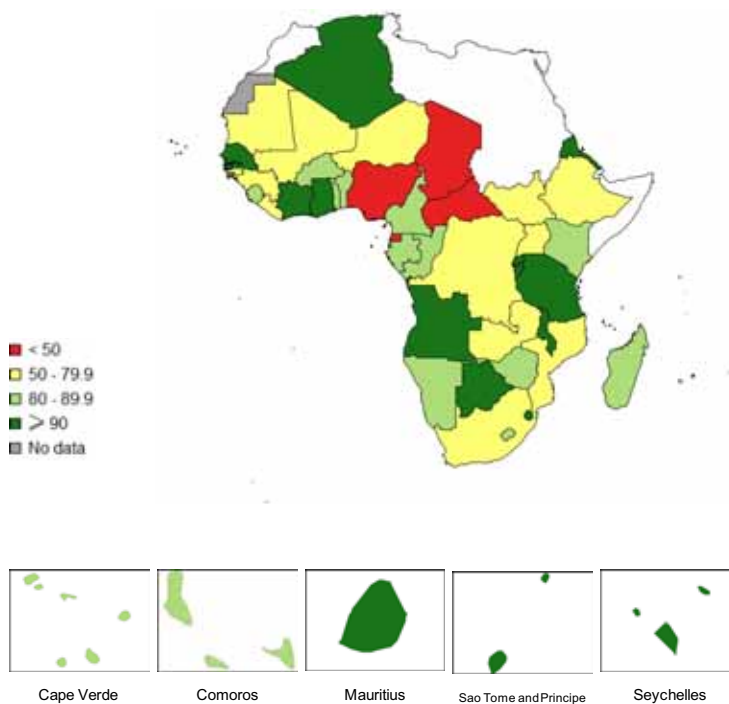 < 50
50 - 79.9
80 - 89.9
⩾ 90
No data
Cape Verde
Comoros
Mauritius
Sao Tome and Principe
Seychelles